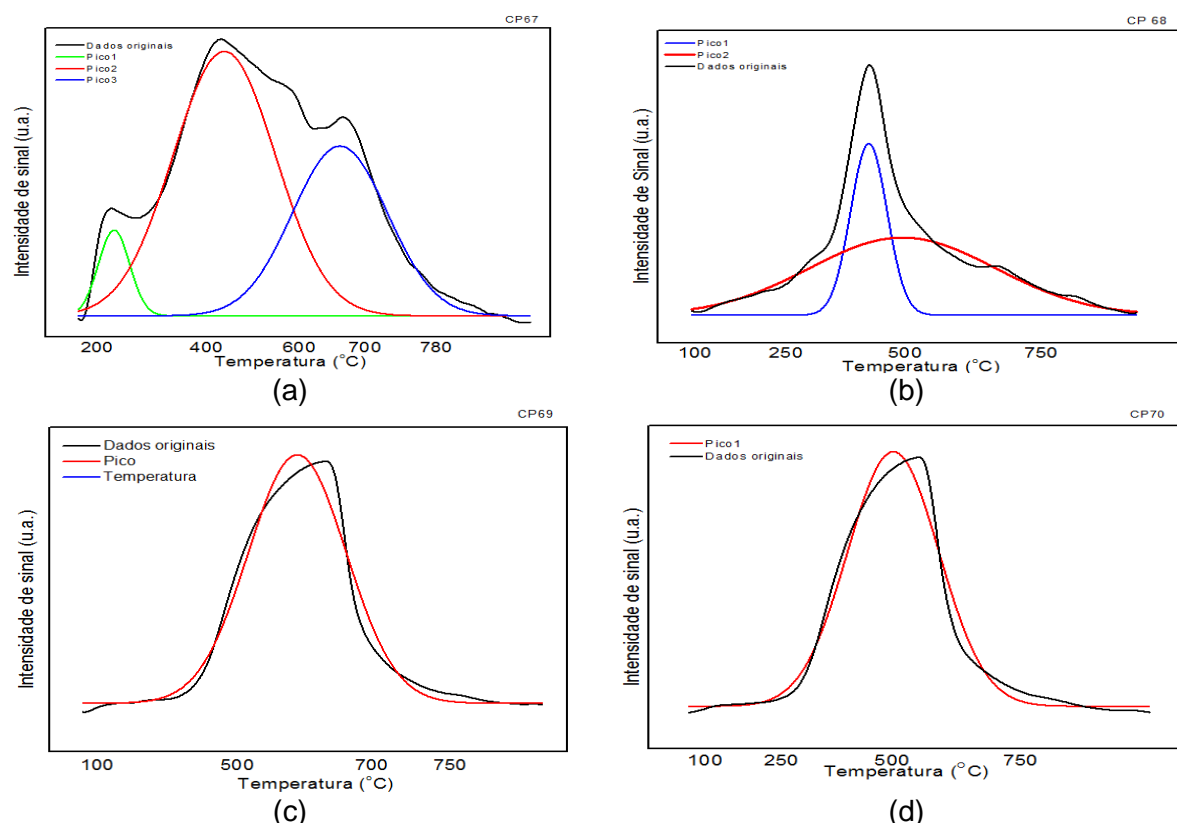 CP67
Dados originais
Pico1
Pico2
Pico3
Intensidade de sinal (u.a.)
200 400 600 780
Temperatura (°C)
(a)
CP 68
Pico1
Pico2
Dados originais
Intensidade de Sinal (u.a.)
100 250 500 750
Temperatura (°C)
(b)
CP69
Dados originais
Pico
Temperatura
Intensidade de sinal (u.a.)
100 500 700 750
Temperatura (°C)
(c)
CP70
Pico1
Dados originais
Intensidade de sinal (u.a.)
100 250 500 750
Temperatura (°C)
(d)